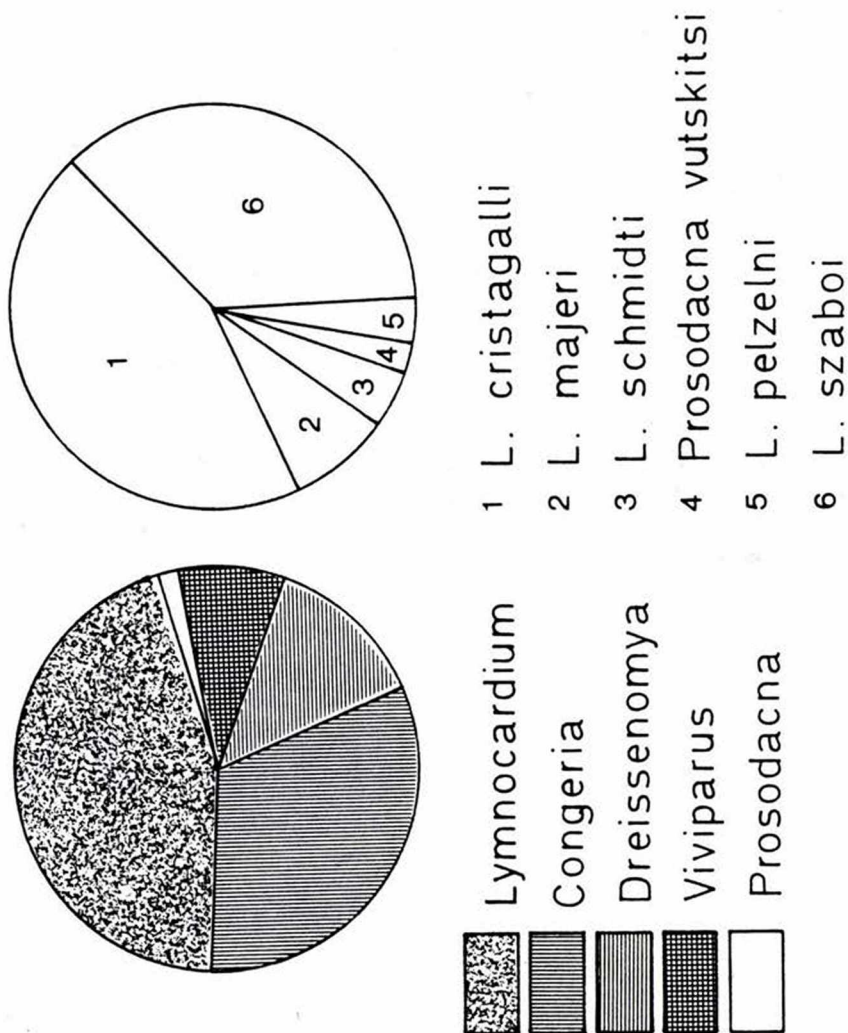 Lymnocardium
Congeria
Dreissenomya
Viviparus
Prosodacna
1
2
3
4
5
6
1 L. cristagalli
2 L. majeri
3 L. schmidti
4 Prosodacna vutskitsi
5 L. pelzelni
6 L. szaboi